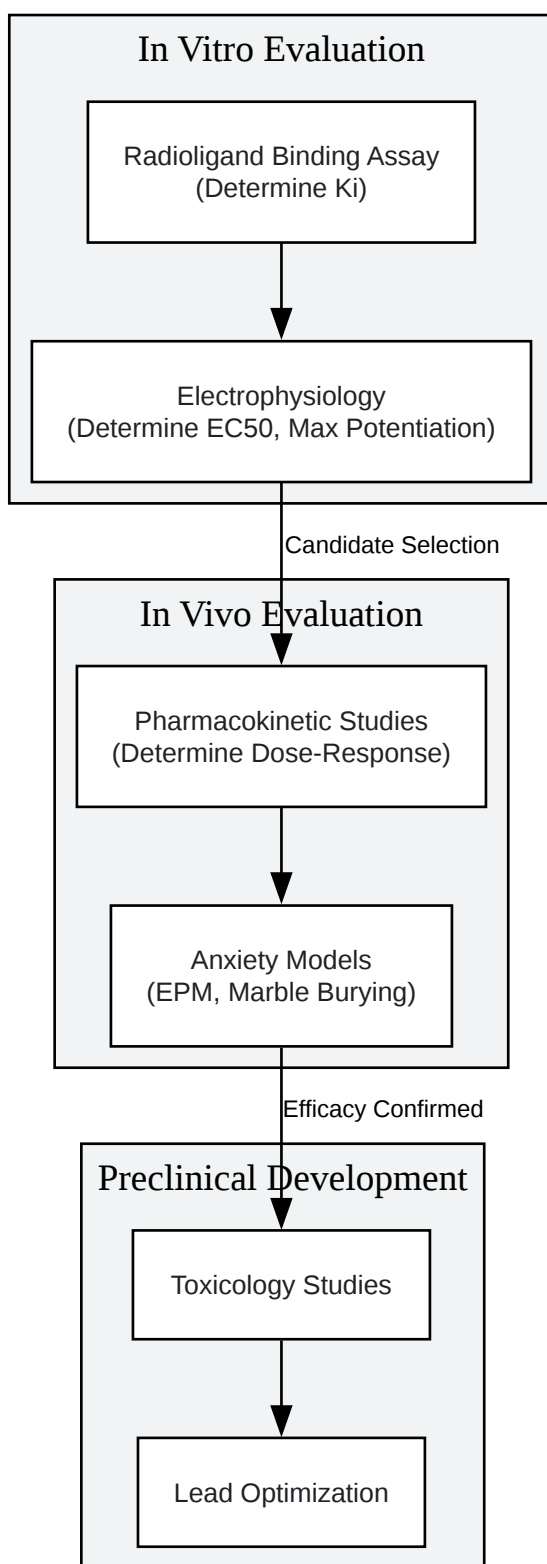 In Vitro Evaluation
Radioligand Binding Assay
(Determine Ki)
Electrophysiology
(Determine EC50, Max Potentiation)
Candidate Selection
In Vivo Evaluation
Pharmacokinetic Studies
(Determine Dose-Response)
Anxiety Models
(EPM, Marble Burying)
Efficacy Confirmed
Preclinical Development
Toxicology Studies
Lead Optimization